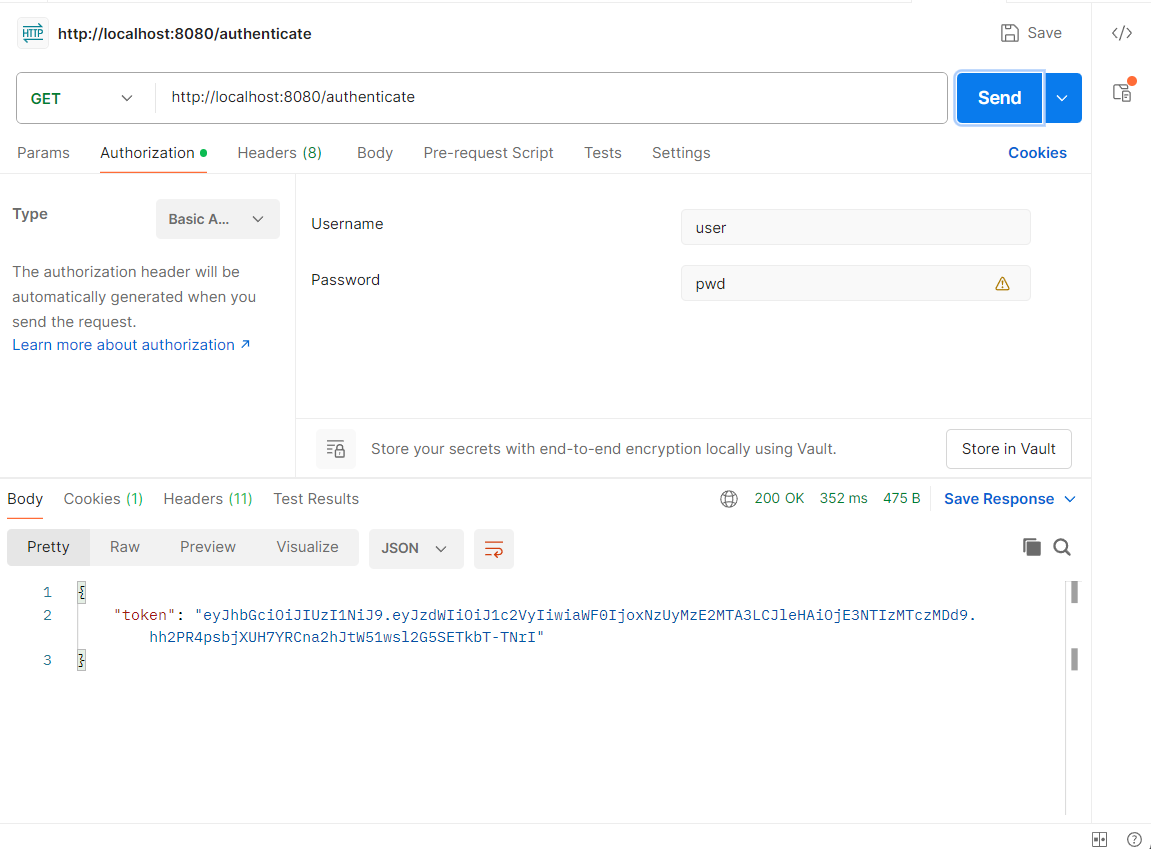 HTTP http://localhost:8080/authenticate Save </>
GET http://localhost:8080/authenticate Send
Params Authorization Headers (8) Body Pre-request Script Tests Settings Cookies
Type Basic A...
The authorization header will be
automatically generated when you
send the request.
Learn more about authorization ↗
Username user
Password pwd
Store your secrets with end-to-end encryption locally using Vault. Store in Vault
Body Cookies (1) Headers (11) Test Results 200 OK 352 ms 475 B Save Response
Pretty Raw Preview Visualize JSON
1 {
2 "token": "eyJhbGciOiJIUzI1NiJ9.eyJzdWIiOiJ1c2VyIiwiaWF0IjoxNzUyMzE2MTA3LCJleHAiOjE3NTIzMTczMDd9.
hh2PR4psbjXUH7YRCna2hJtW51wsl2G5SETkbT-TNrI"
3 }